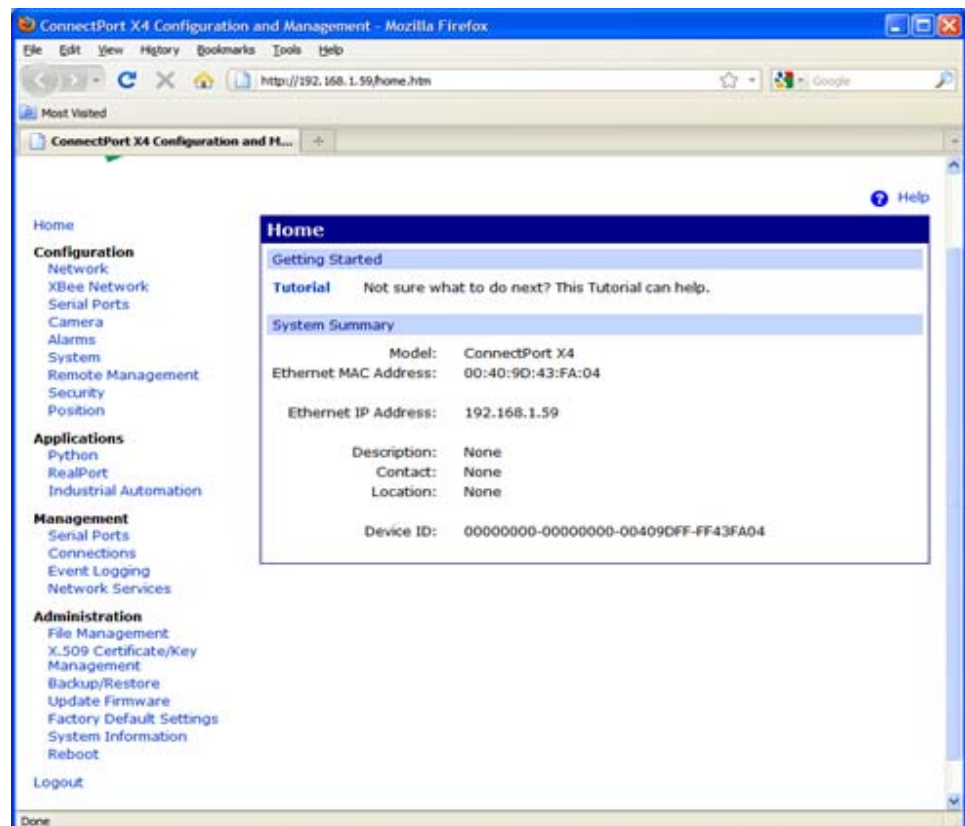 ConnectPort X4 Configuration and Management - Mozilla Firefox
File Edit View History Bookmarks Tools Help
http://192.168.1.59/home.htm
Google
Most Visited
ConnectPort X4 Configuration and M...
Help
Home
Configuration
Network
XBee Network
Serial Ports
Camera
Alarms
System
Remote Management
Security
Position
Applications
Python
RealPort
Industrial Automation
Management
Serial Ports
Connections
Event Logging
Network Services
Administration
File Management
X.509 Certificate/Key
Management
Backup/Restore
Update Firmware
Factory Default Settings
System Information
Reboot
Logout
Home
Getting Started
Tutorial Not sure what to do next? This Tutorial can help.
System Summary
Model: ConnectPort X4
Ethernet MAC Address: 00:40:9D:43:FA:04
Ethernet IP Address: 192.168.1.59
Description: None
Contact: None
Location: None
Device ID: 00000000-00000000-00409DFF-FF43FA04
Done